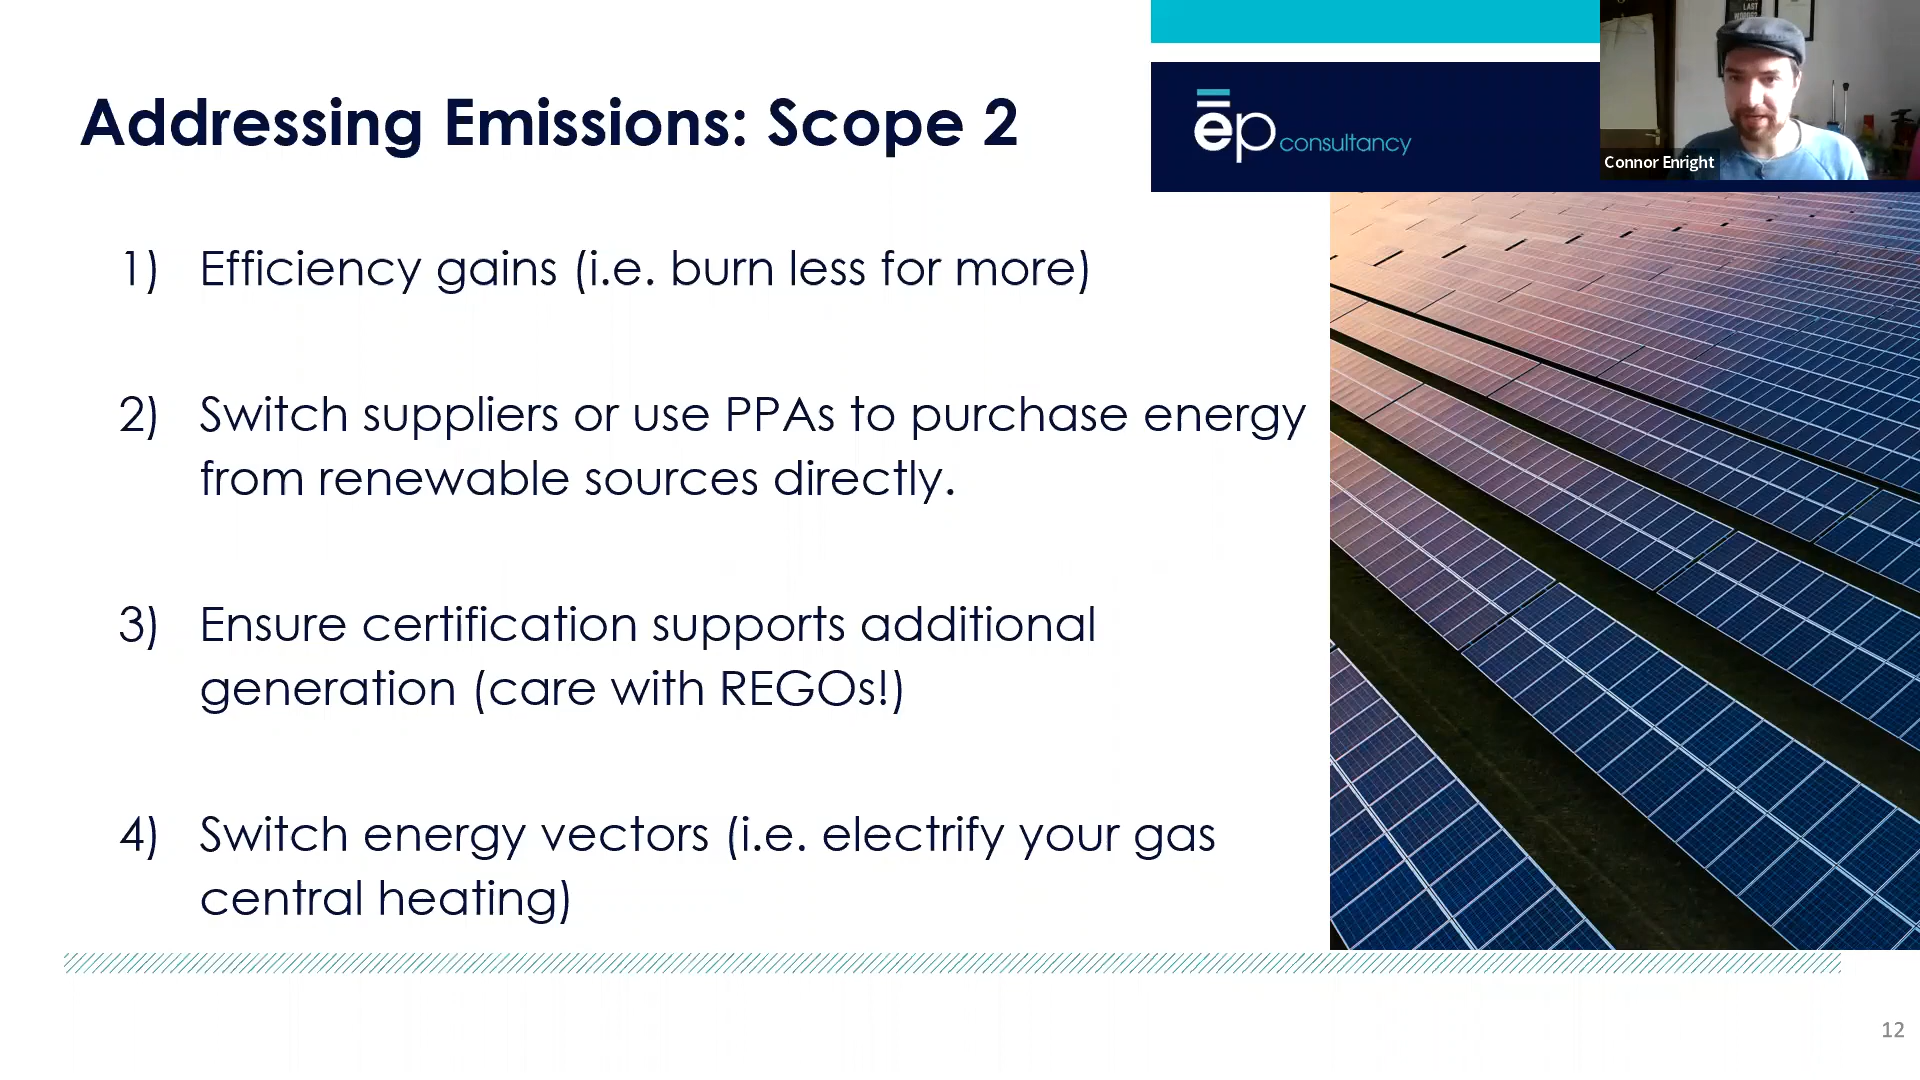 Addressing Emissions: Scope 2
ep consultancy
LAST
Connor Enright
1) Efficiency gains (i.e. burn less for more)
2) Switch suppliers or use PPAs to purchase energy
from renewable sources directly.
3) Ensure certification supports additional
generation (care with REGOs!)
4) Switch energy vectors (i.e. electrify your gas
central heating)
12